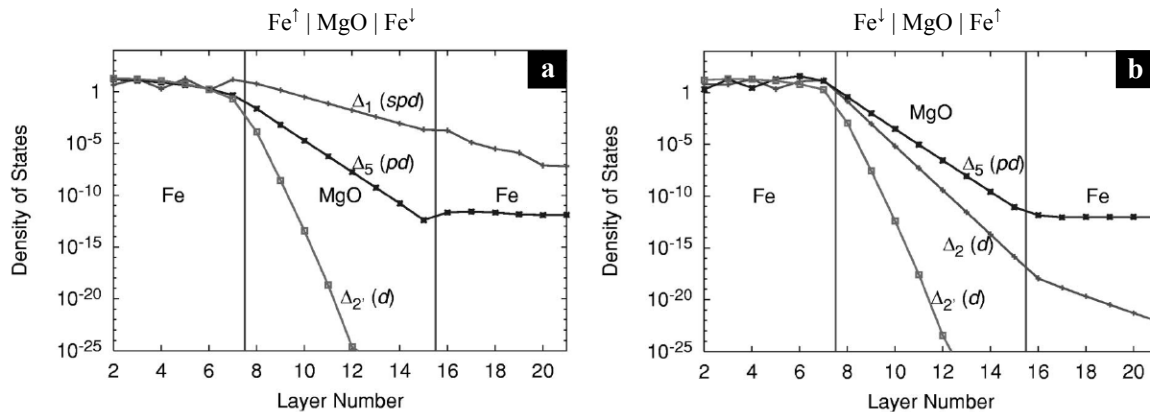 Fe↑ | MgO | Fe↓
a
Density of States
1
10-5
10-10
10-15
10-20
10-25
Δ1 (spd)
Δ5 (pd)
Fe
MgO
Fe
Δ2' (d)
2 4 6 8 10 12 14 16 18 20
Layer Number
Fe↓ | MgO | Fe↑
b
Density of States
1
10-5
10-10
10-15
10-20
10-25
MgO
Δ5 (pd)
Fe
Fe
Δ2 (d)
Δ2' (d)
2 4 6 8 10 12 14 16 18 20
Layer Number